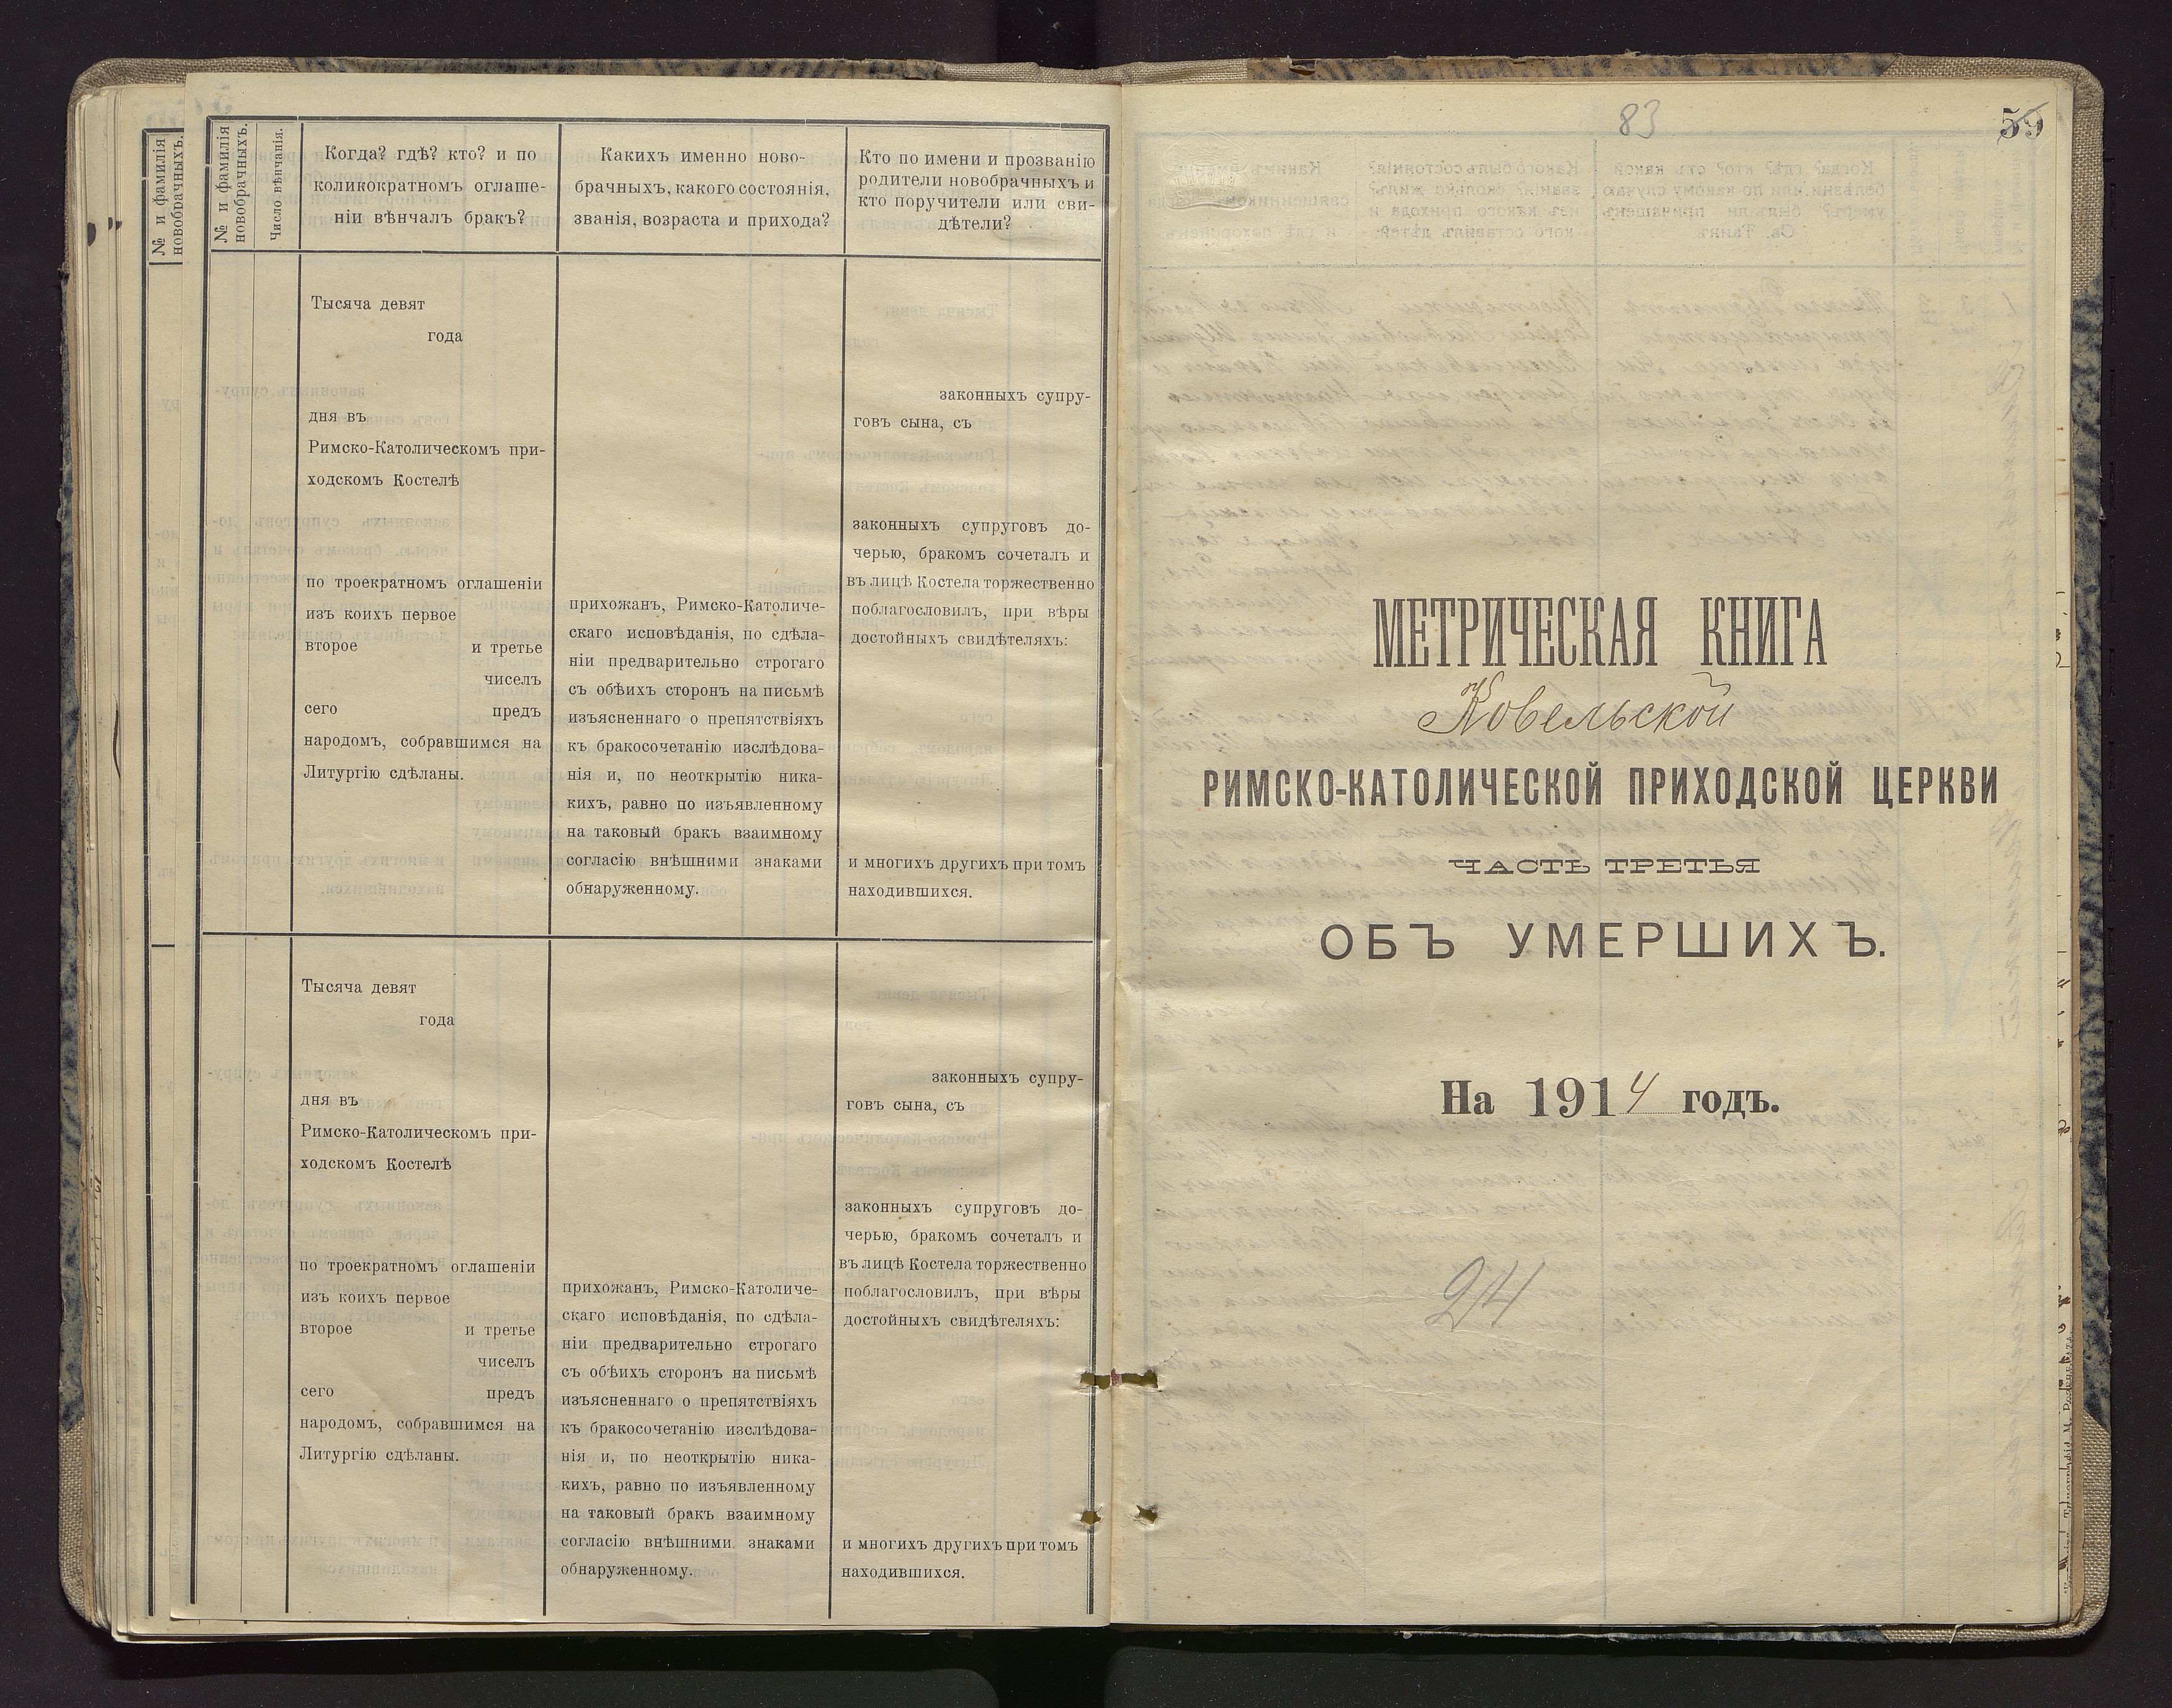 № и фамилія
новобрачныхъ.
№ и фамилія
новобрачныхъ.
Число вѣнчанія.
Когда? гдѣ? кто? и по
коликократномъ оглаше-
ніи вѣнчалъ бракъ?
Какихъ именно ново-
брачныхъ, какого состоянія,
званія, возраста и прихода?
Кто по имени и прозванію
родители новобрачныхъ и
кто поручители или сви-
дѣтели?
Тысяча девят
года
дня въ
Римско-Католическомъ при-
ходскомъ Костелѣ
по троекратномъ оглашеніи
изъ коихъ первое
второе и третье
чиселъ
сего предъ
народомъ, собравшимся на
Литургію сдѣланы.
прихожанъ, Римско-Католиче-
скаго исповѣданія, по сдѣла-
ніи предварительно строгаго
съ обѣихъ сторонъ на письмѣ
изъясненнаго о препятствіяхъ
къ бракосочетанію изслѣдова-
нія и, по неоткрытію ника-
кихъ, равно по изъявленному
на таковый бракъ взаимному
согласію внѣшними знаками
обнаруженному.
законныхъ супру-
говъ сына, съ
законныхъ супруговъ до-
черью, бракомъ сочеталъ и
въ лицѣ Костела торжественно
поблагословилъ, при вѣры
достойныхъ свидѣтеляхъ:
и многихъ другихъ при томъ
находившихся.
Тысяча девят
года
дня въ
Римско-Католическомъ при-
ходскомъ Костелѣ
по троекратномъ оглашеніи
изъ коихъ первое
второе и третье
чиселъ
сего предъ
народомъ, собравшимся на
Литургію сдѣланы.
прихожанъ, Римско-Католиче-
скаго исповѣданія, по сдѣла-
ніи предварительно строгаго
съ обѣихъ сторонъ на письмѣ
изъясненнаго о препятствіяхъ
къ бракосочетанію изслѣдова-
нія и, по неоткрытію ника-
кихъ, равно по изъявленному
на таковый бракъ взаимному
согласію внѣшними знаками
обнаруженному.
законныхъ супру-
говъ сына, съ
законныхъ супруговъ до-
черью, бракомъ сочеталъ и
въ лицѣ Костела торжественно
поблагословилъ, при вѣры
достойныхъ свидѣтеляхъ:
и многихъ другихъ при томъ
находившихся.
83
59
МЕТРИЧЕСКАЯ КНИГА
Ковельской
РИМСКО-КАТОЛИЧЕСКОЙ ПРИХОДСКОЙ ЦЕРКВИ
ЧАСТЬ ТРЕТЬЯ
ОБЪ УМЕРШИХЪ.
На 1914 годъ.
24